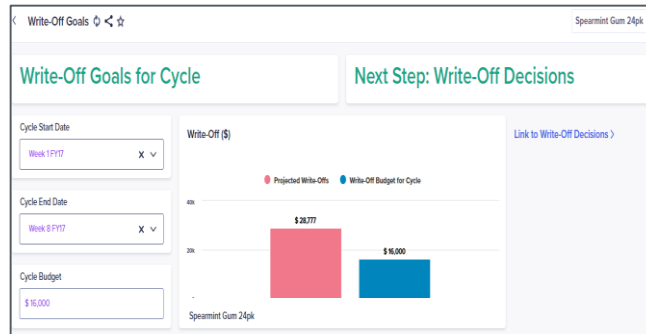 Write-Off Goals
Spearmint Gum 24pk
Write-Off Goals for Cycle
Next Step: Write-Off Decisions
Cycle Start Date
Week 1 FY17
Cycle End Date
Week 8 FY17
Cycle Budget
$ 16,000
Write-Off ($)
Projected Write-Offs
Write-Off Budget for Cycle
40k
$ 28,777
20k
$ 16,000
-
Spearmint Gum 24pk
Link to Write-Off Decisions >